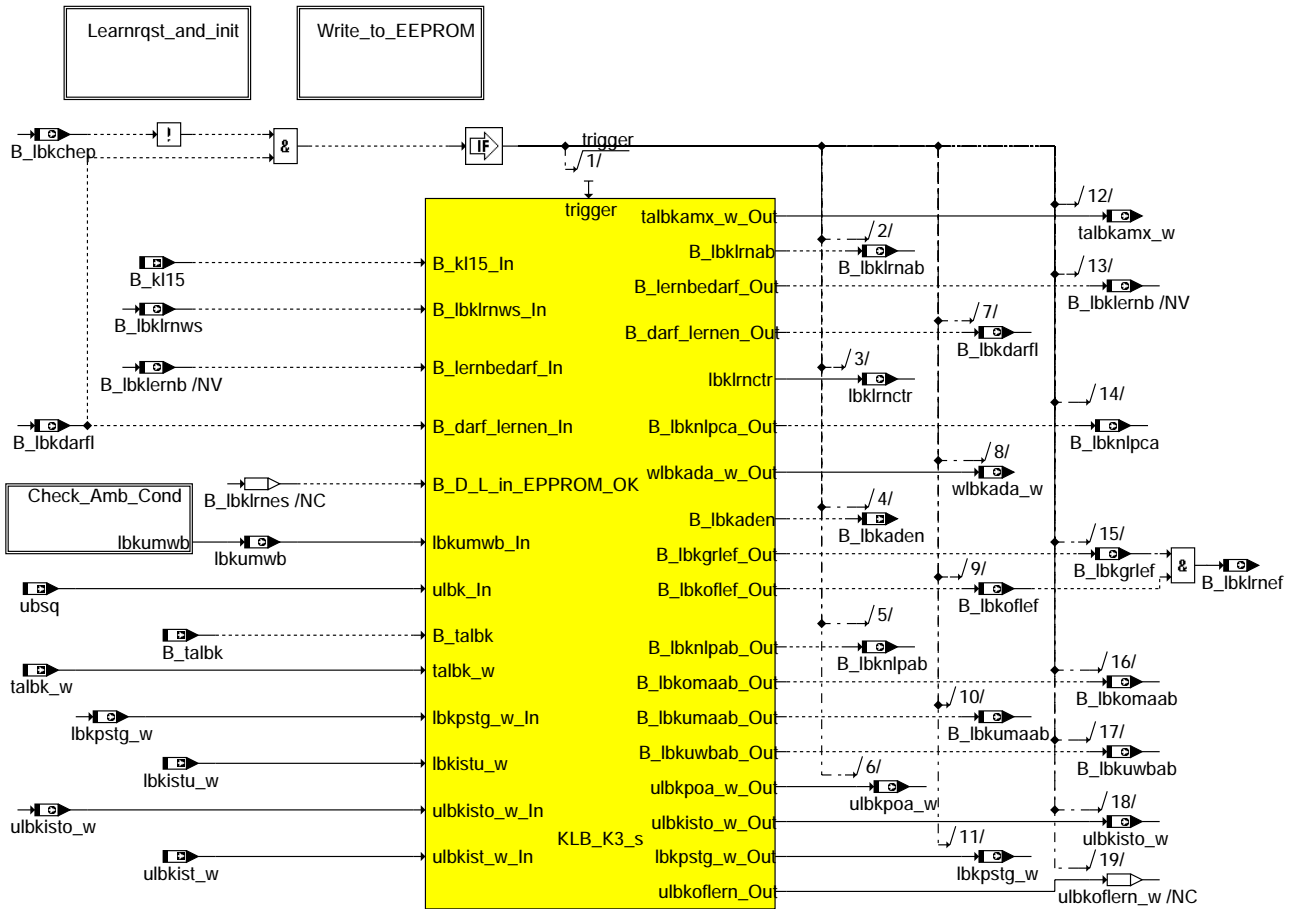 Learnrqst_and_init
Write_to_EEPROM
B_lbkchep
!
&
IF
trigger
1/
trigger
12/
talbkamx_w_Out
talbkamx_w
2/
B_lbklrnab
B_lbklrnab
B_kl15
B_kl15_In
13/
B_lernbedarf_Out
B_lbklernb /NV
B_lbklrnws
B_lbklrnws_In
7/
B_darf_lernen_Out
B_lbkdarfl
B_lbklernb /NV
B_lernbedarf_In
3/
lbklrnctr
lbklrnctr
14/
B_lbkdarfl
B_darf_lernen_In
B_lbknlpca_Out
B_lbknlpca
8/
wlbkada_w_Out
wlbkada_w
B_lbklrnes /NC
B_D_L_in_EPPROM_OK
4/
B_lbkaden
B_lbkaden
Check_Amb_Cond
lbkumwb
lbkumwb
lbkumwb_In
15/
B_lbkgrlef_Out
B_lbkgrlef
&
B_lbklrnef
ubsq
ulbk_In
9/
B_lbkoflef_Out
B_lbkoflef
B_talbk
B_talbk
5/
B_lbknlpab_Out
B_lbknlpab
talbk_w
talbk_w
16/
B_lbkomaab_Out
B_lbkomaab
lbkpstg_w
lbkpstg_w_In
10/
B_lbkumaab_Out
B_lbkumaab
17/
B_lbkuwbab_Out
B_lbkuwbab
lbkistu_w
lbkistu_w
6/
ulbkpoa_w_Out
ulbkpoa_w
ulbkisto_w
ulbkisto_w_In
18/
ulbkisto_w_Out
ulbkisto_w
KLB_K3_s
ulbkist_w
ulbkist_w_In
11/
lbkpstg_w_Out
lbkpstg_w
19/
ulbkoflern_Out
ulbkoflern_w /NC